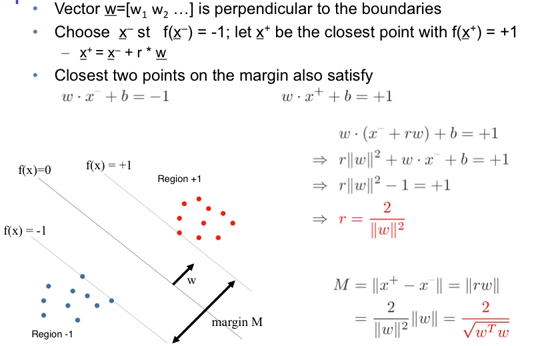 • Vector w=[w₁ w₂ …] is perpendicular to the boundaries
• Choose x⁻ st f(x⁻) = -1; let x⁺ be the closest point with f(x⁺) = +1
– x⁺ = x⁻ + r * w
• Closest two points on the margin also satisfy
w · x⁻ + b = −1
w · x⁺ + b = +1
w · (x⁻ + rw) + b = +1
⇒ r‖w‖² + w · x⁻ + b = +1
⇒ r‖w‖² − 1 = +1
⇒ r = 2 / ‖w‖²
f(x)=0
f(x) = +1
Region +1
f(x) = -1
w
margin M
Region -1
M = ‖x⁺ − x⁻‖ = ‖rw‖
= 2 / ‖w‖² ‖w‖ = 2 / √(wᵀw)